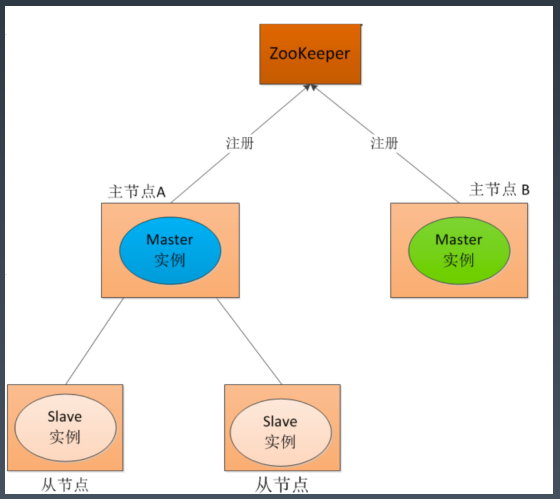 ZooKeeper
注册
注册
主节点A
主节点 B
Master
实例
Master
实例
Slave
实例
Slave
实例
从节点
从节点